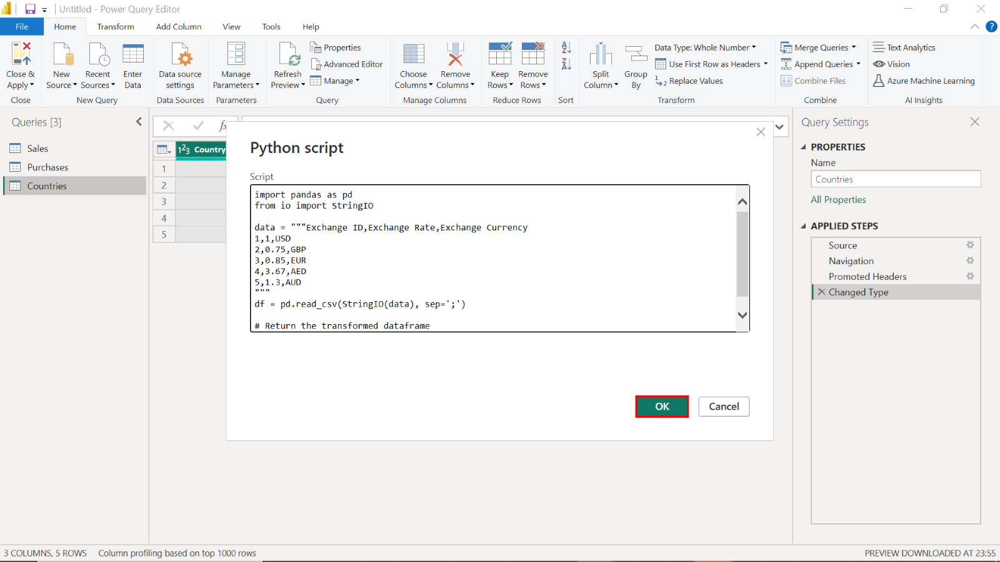 Untitled - Power Query Editor
File Home Transform Add Column View Tools Help
Close & Apply
Close
New Source
Recent Sources
Enter Data
New Query
Data source settings
Data Sources
Manage Parameters
Parameters
Refresh Preview
Properties
Advanced Editor
Manage
Query
Choose Columns
Remove Columns
Manage Columns
Keep Rows
Remove Rows
Reduce Rows
A
Z
Z
A
Sort
Split Column
Group By
Data Type: Whole Number
Use First Row as Headers
1
2 Replace Values
Transform
Merge Queries
Append Queries
Combine Files
Combine
Text Analytics
Vision
Azure Machine Learning
AI Insights
?
Queries [3]
Sales
Purchases
Countries
fx
1²3 Country
1
2
3
4
5
Python script
Script
import pandas as pd
from io import StringIO
data = """Exchange ID,Exchange Rate,Exchange Currency
1,1,USD
2,0.75,GBP
3,0.85,EUR
4,3.67,AED
5,1.3,AUD
"""
df = pd.read_csv(StringIO(data), sep=';')
# Return the transformed dataframe
OK
Cancel
Query Settings
PROPERTIES
Name
Countries
All Properties
APPLIED STEPS
Source
Navigation
Promoted Headers
Changed Type
3 COLUMNS, 5 ROWS Column profiling based on top 1000 rows
PREVIEW DOWNLOADED AT 23:55